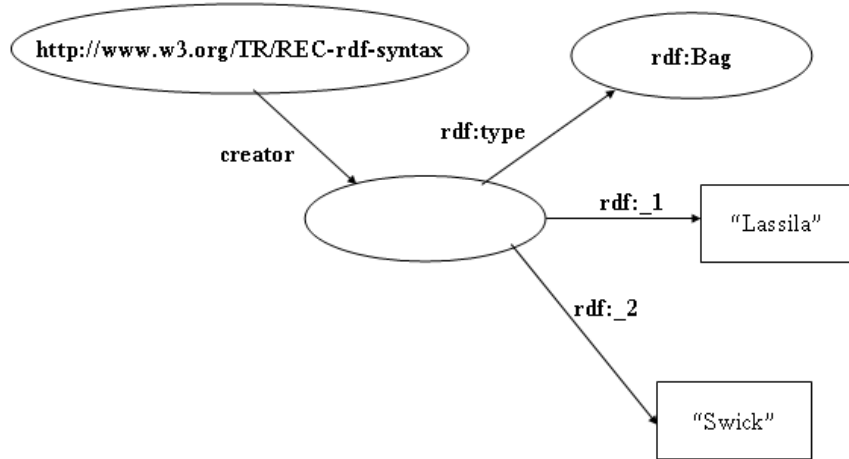 http://www.w3.org/TR/REC-rdf-syntax
rdf:Bag
rdf:type
creator
rdf:_1
“Lassila”
rdf:_2
“Swick”